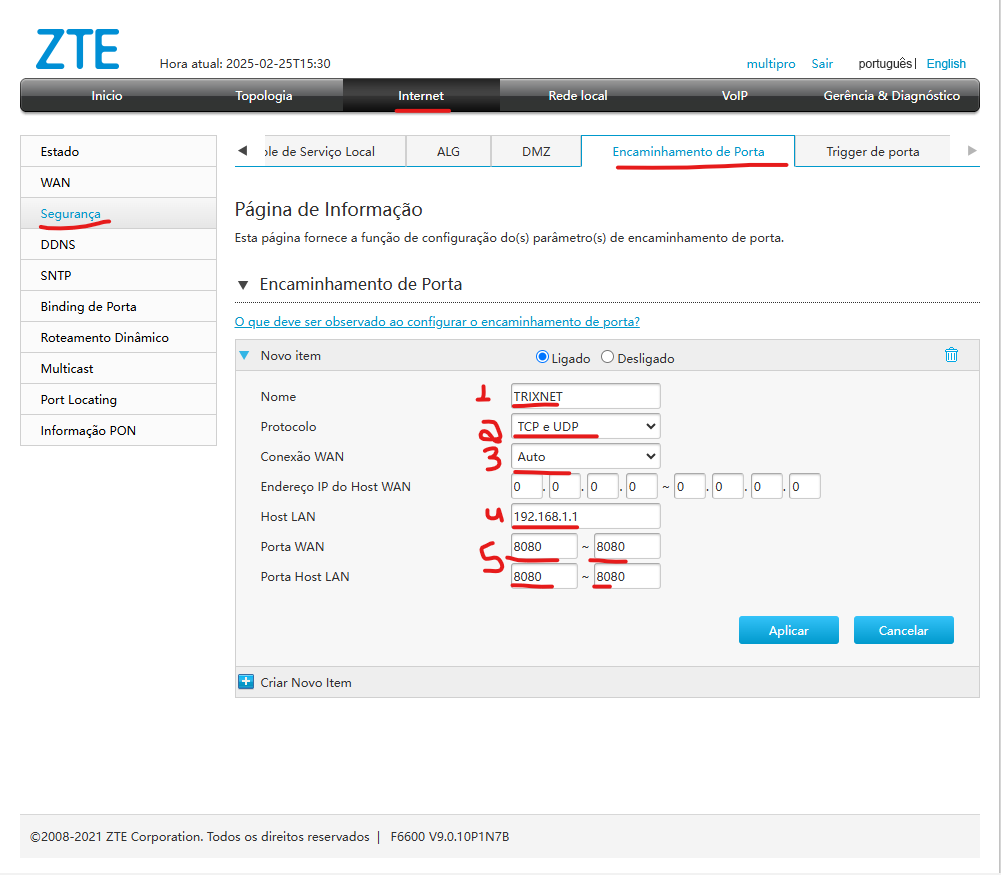 ZTE
Hora atual: 2025-02-25T15:30
multipro Sair português| English
Inicio Topologia Internet Rede local VoIP Gerência & Diagnóstico
Estado
WAN
Segurança
DDNS
SNTP
Binding de Porta
Roteamento Dinâmico
Multicast
Port Locating
Informação PON
ole de Serviço Local ALG DMZ Encaminhamento de Porta Trigger de porta
Página de Informação
Esta página fornece a função de configuração do(s) parâmetro(s) de encaminhamento de porta.
Encaminhamento de Porta
O que deve ser observado ao configurar o encaminhamento de porta?
Novo item Ligado Desligado
Nome 1 TRIXNET
Protocolo 2 TCP e UDP
Conexão WAN 3 Auto
Endereço IP do Host WAN 0 . 0 . 0 . 0 ~ 0 . 0 . 0 . 0
Host LAN 4 192.168.1.1
Porta WAN 5 8080 ~ 8080
Porta Host LAN 8080 ~ 8080
Aplicar Cancelar
Criar Novo Item
©2008-2021 ZTE Corporation. Todos os direitos reservados | F6600 V9.0.10P1N7B